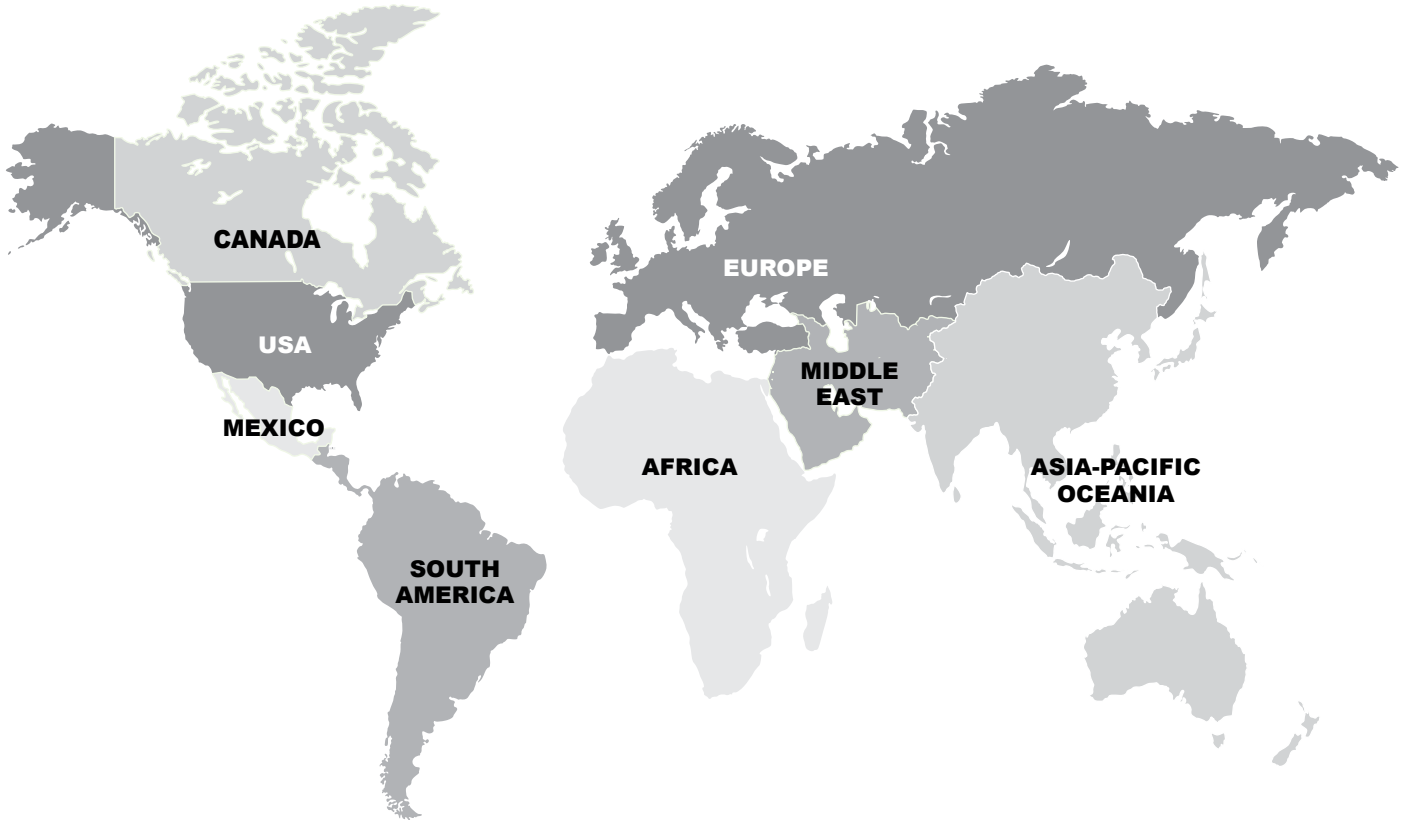 CANADA
EUROPE
USA
MIDDLE
EAST
MEXICO
AFRICA
ASIA-PACIFIC
OCEANIA
SOUTH
AMERICA